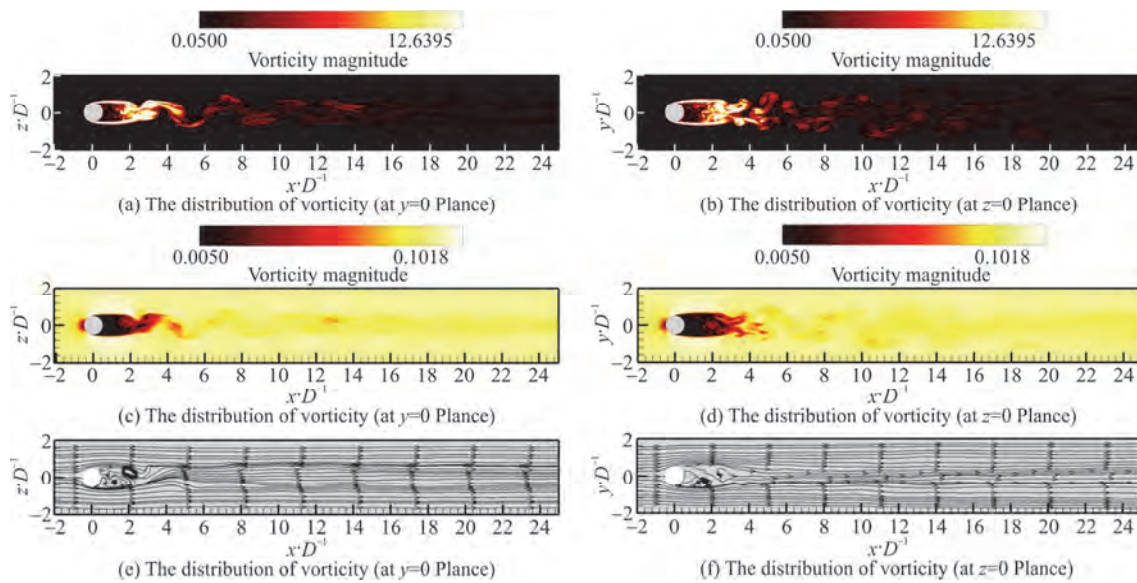 0.0500 12.6395
Vorticity magnitude
2
0
−2
z·D⁻¹
−2 0 2 4 6 8 10 12 14 16 18 20 22 24
x·D⁻¹
(a) The distribution of vorticity (at y=0 Plance)
0.0500 12.6395
Vorticity magnitude
2
0
−2
y·D⁻¹
−2 0 2 4 6 8 10 12 14 16 18 20 22 24
x·D⁻¹
(b) The distribution of vorticity (at z=0 Plance)
0.0050 0.1018
Vorticity magnitude
2
0
−2
z·D⁻¹
−2 0 2 4 6 8 10 12 14 16 18 20 22 24
x·D⁻¹
(c) The distribution of vorticity (at y=0 Plance)
0.0050 0.1018
Vorticity magnitude
2
0
−2
y·D⁻¹
−2 0 2 4 6 8 10 12 14 16 18 20 22 24
x·D⁻¹
(d) The distribution of vorticity (at z=0 Plance)
2
0
−2
z·D⁻¹
−2 0 2 4 6 8 10 12 14 16 18 20 22 24
x·D⁻¹
(e) The distribution of vorticity (at y=0 Plance)
2
0
−2
y·D⁻¹
−2 0 2 4 6 8 10 12 14 16 18 20 22 24
x·D⁻¹
(f) The distribution of vorticity (at z=0 Plance)